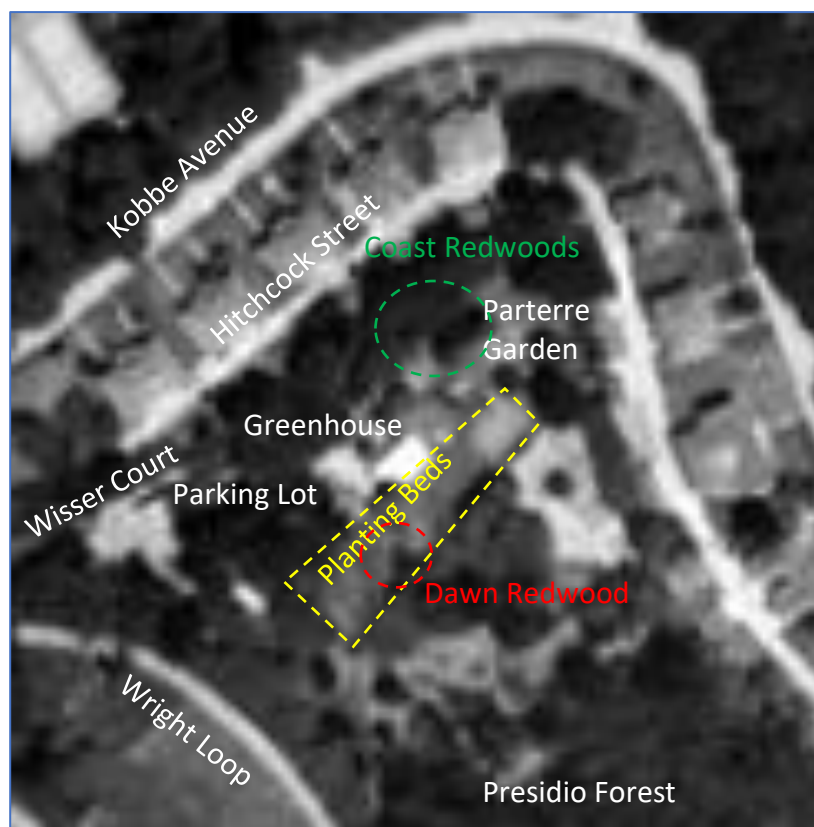 Kobbe Avenue
Hitchcock Street
Coast Redwoods
Parterre
Garden
Greenhouse
Planting Beds
Wisser Court
Parking Lot
Dawn Redwood
Wright Loop
Presidio Forest